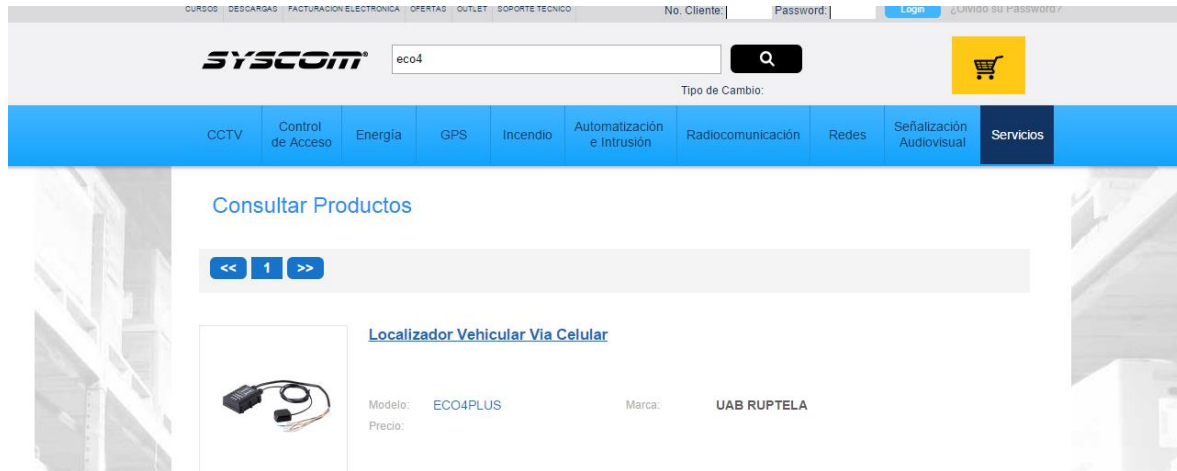 CURSOS DESCARGAS FACTURACION ELECTRONICA OFERTAS OUTLET SOPORTE TECNICO No. Cliente: Password: Login ¿Olvido su Password?
SYSCOM®
eco4
Tipo de Cambio:
CCTV
Control
de Acceso
Energía
GPS
Incendio
Automatización
e Intrusión
Radiocomunicación
Redes
Señalización
Audiovisual
Servicios
Consultar Productos
<< 1 >>
Localizador Vehicular Via Celular
Modelo: ECO4PLUS Marca: UAB RUPTELA
Precio: